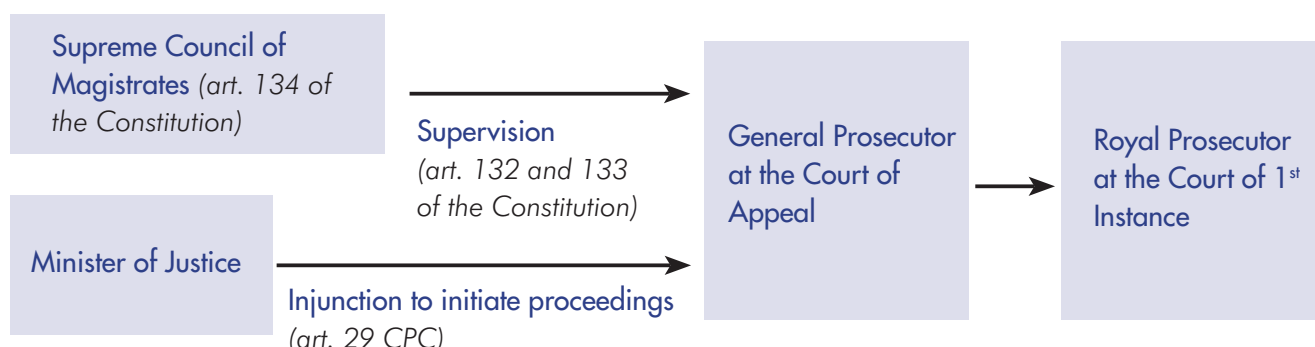 Supreme Council of
Magistrates (art. 134 of
the Constitution)
Supervision
(art. 132 and 133
of the Constitution)
Minister of Justice
Injunction to initiate proceedings
(art. 29 CPC)
General Prosecutor
at the Court of
Appeal
Royal Prosecutor
at the Court of 1st
Instance